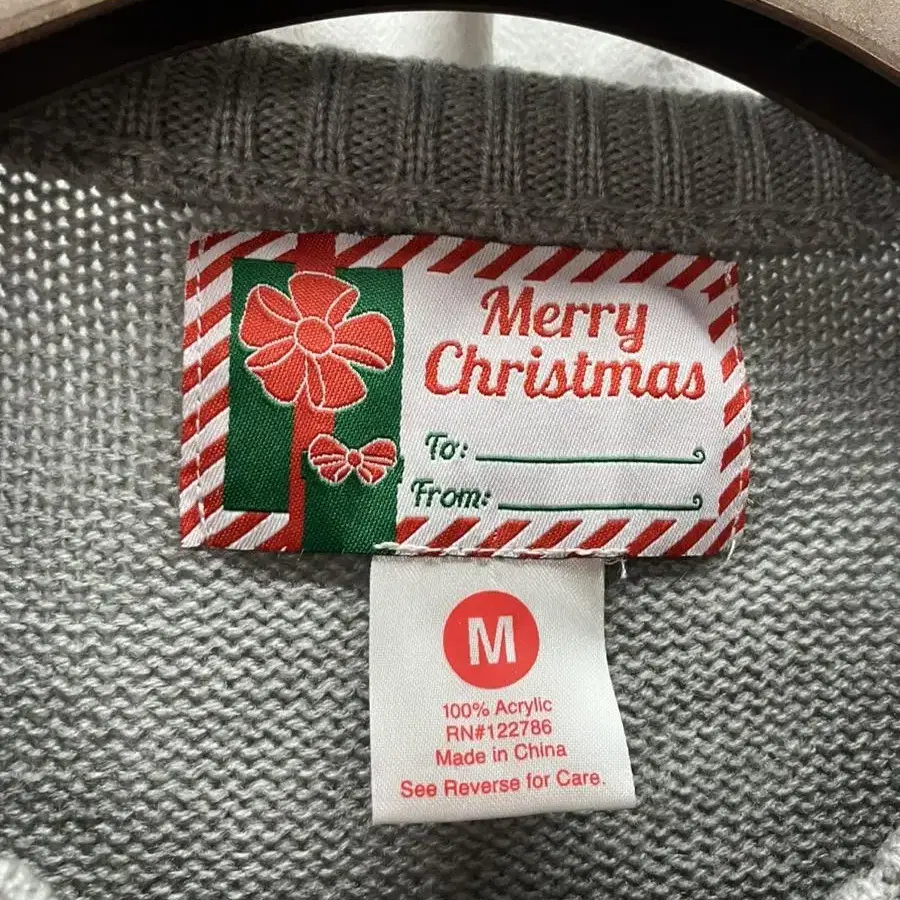 Merry
Christmas
To:
From:
M
100% Acrylic
RN#122786
Made in China
See Reverse for Care.